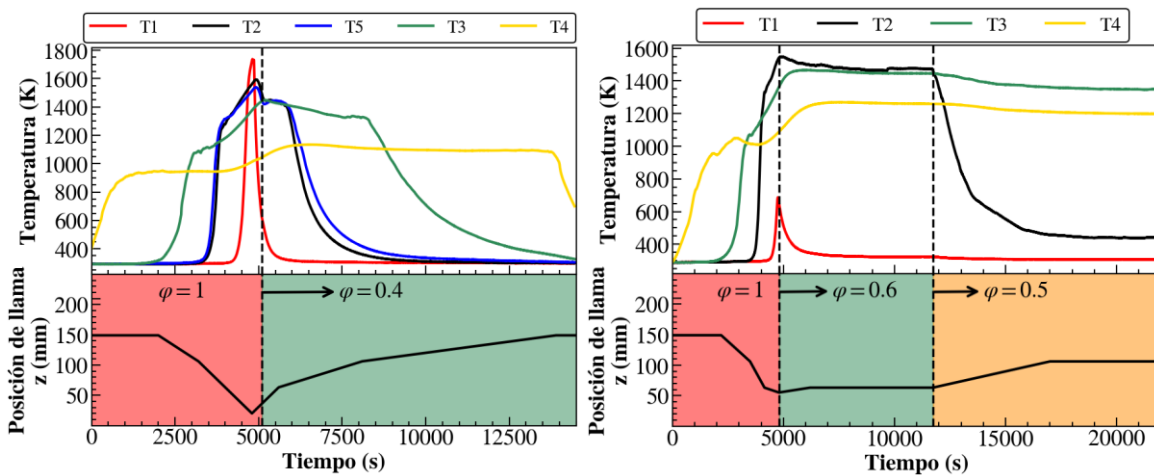 T1 T2 T5 T3 T4
1800
1600
1400
1200
1000
800
600
400
Temperatura (K)
φ = 1
φ = 0.4
200
150
100
50
Posición de llama
z (mm)
0 2500 5000 7500 10000 12500
Tiempo (s)
T1 T2 T3 T4
1600
1400
1200
1000
800
600
400
Temperatura (K)
φ = 1
φ = 0.6
φ = 0.5
200
150
100
50
Posición de llama
z (mm)
0 5000 10000 15000 20000
Tiempo (s)